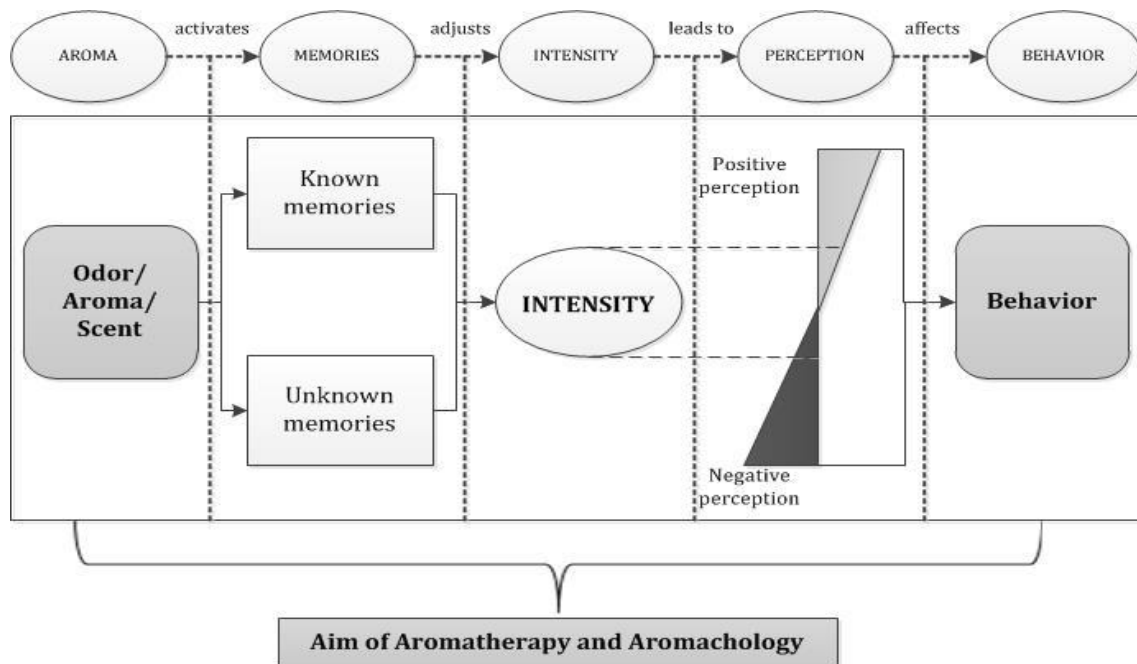 activates
adjusts
leads to
affects
AROMA
MEMORIES
INTENSITY
PERCEPTION
BEHAVIOR
Known
memories
Positive
perception
Odor/
Aroma/
Scent
INTENSITY
Behavior
Unknown
memories
Negative
perception
Aim of Aromatherapy and Aromachology